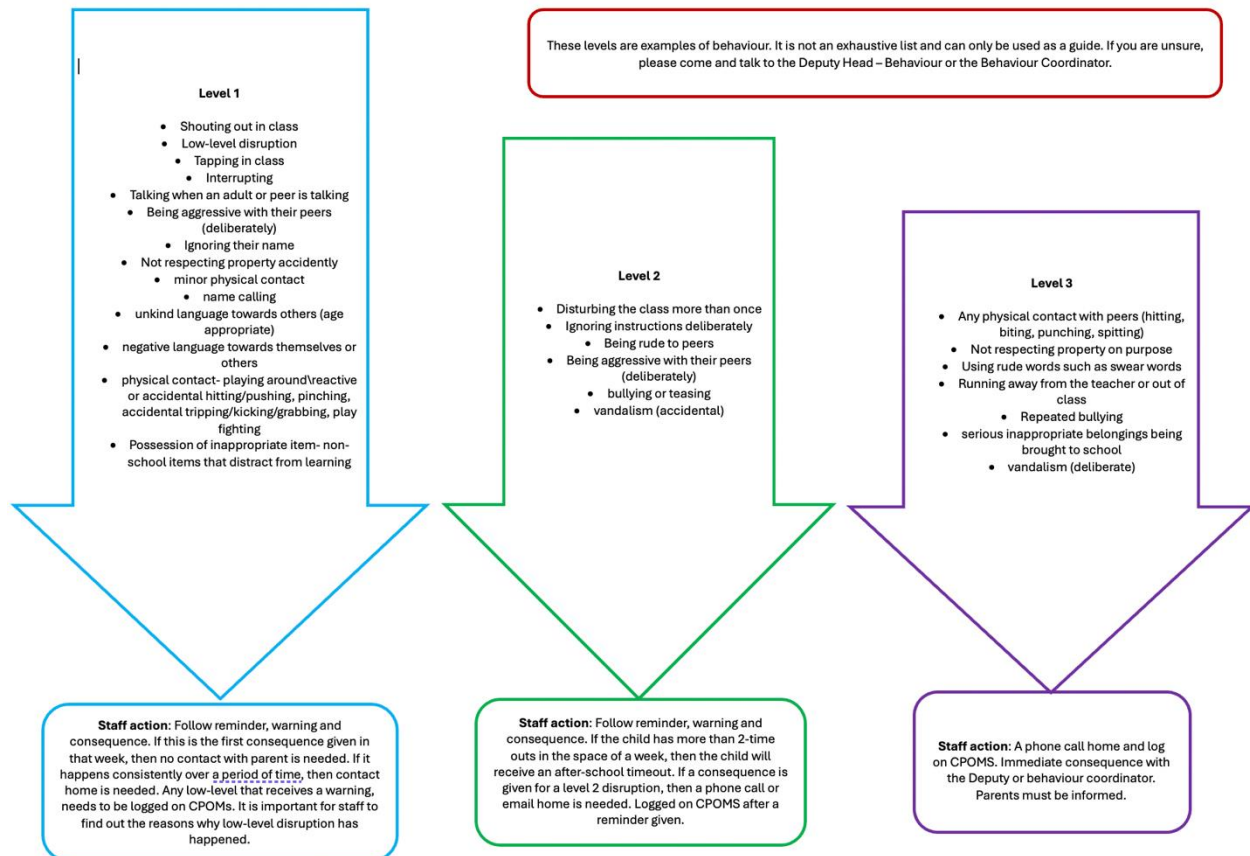 These levels are examples of behaviour. It is not an exhaustive list and can only be used as a guide. If you are unsure,
please come and talk to the Deputy Head – Behaviour or the Behaviour Coordinator.
Level 1
• Shouting out in class
• Low-level disruption
• Tapping in class
• Interrupting
• Talking when an adult or peer is talking
• Being aggressive with their peers
(deliberately)
• Ignoring their name
• Not respecting property accidently
• minor physical contact
• name calling
• unkind language towards others (age
appropriate)
• negative language towards themselves or
others
• physical contact- playing around\reactive
or accidental hitting/pushing, pinching,
accidental tripping/kicking/grabbing, play
fighting
• Possession of inappropriate item- non-
school items that distract from learning
Staff action: Follow reminder, warning and
consequence. If this is the first consequence given in
that week, then no contact with parent is needed. If it
happens consistently over a period of time, then contact
home is needed. Any low-level that receives a warning,
needs to be logged on CPOMs. It is important for staff to
find out the reasons why low-level disruption has
happened.
Level 2
• Disturbing the class more than once
• Ignoring instructions deliberately
• Being rude to peers
• Being aggressive with their peers
(deliberately)
• bullying or teasing
• vandalism (accidental)
Staff action: Follow reminder, warning and
consequence. If the child has more than 2-time
outs in the space of a week, then the child will
receive an after-school timeout. If a consequence is
given for a level 2 disruption, then a phone call or
email home is needed. Logged on CPOMS after a
reminder given.
Level 3
• Any physical contact with peers (hitting,
biting, punching, spitting)
• Not respecting property on purpose
• Using rude words such as swear words
• Running away from the teacher or out of
class
• Repeated bullying
• serious inappropriate belongings being
brought to school
• vandalism (deliberate)
Staff action: A phone call home and log
on CPOMS. Immediate consequence with
the Deputy or behaviour coordinator.
Parents must be informed.